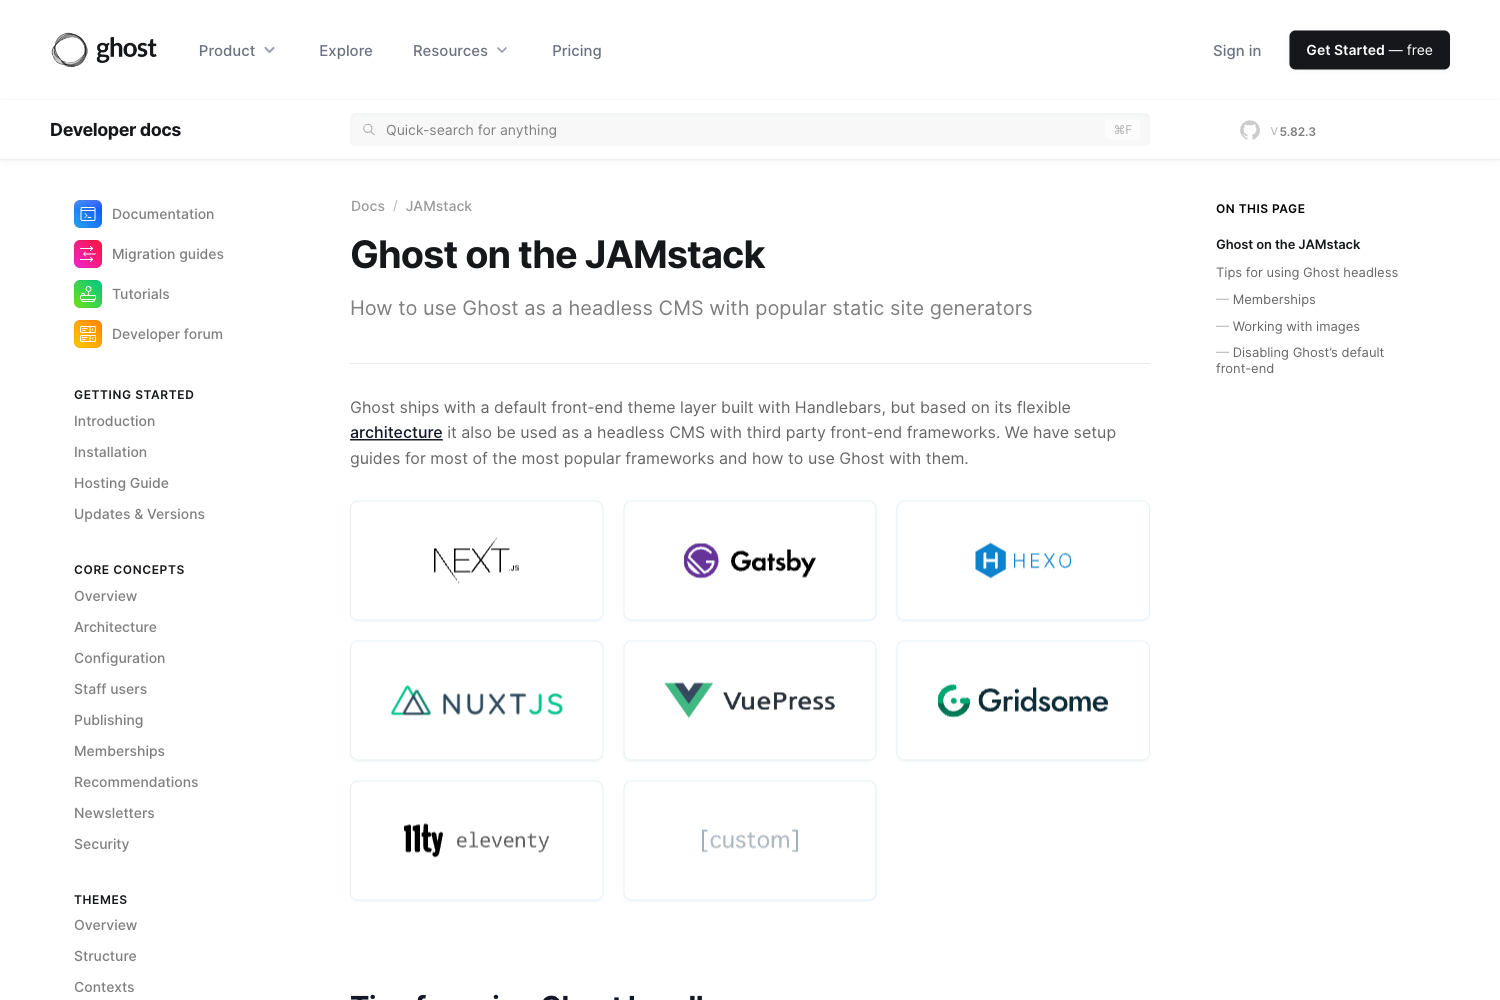 ghost
Product
Explore
Resources
Pricing
Sign in
Get Started — free
Developer docs
Quick-search for anything
⌘F
V 5.82.3
Documentation
Migration guides
Tutorials
Developer forum
GETTING STARTED
Introduction
Installation
Hosting Guide
Updates & Versions
CORE CONCEPTS
Overview
Architecture
Configuration
Staff users
Publishing
Memberships
Recommendations
Newsletters
Security
THEMES
Overview
Structure
Contexts
Docs / JAMstack
Ghost on the JAMstack
How to use Ghost as a headless CMS with popular static site generators
Ghost ships with a default front-end theme layer built with Handlebars, but based on its flexible
architecture it also be used as a headless CMS with third party front-end frameworks. We have setup
guides for most of the most popular frameworks and how to use Ghost with them.
NEXT.JS
Gatsby
HEXO
NUXTJS
VuePress
Gridsome
11ty eleventy
[custom]
ON THIS PAGE
Ghost on the JAMstack
Tips for using Ghost headless
— Memberships
— Working with images
— Disabling Ghost’s default
front-end